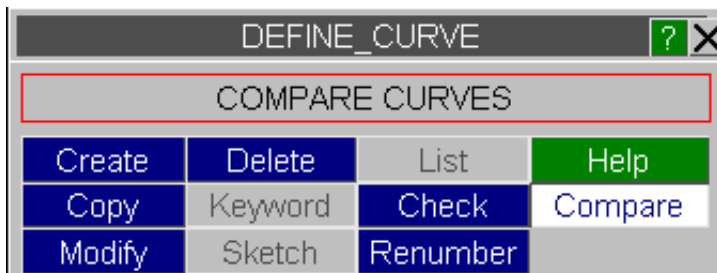 DEFINE_CURVE ? X
COMPARE CURVES
Create Delete List Help
Copy Keyword Check Compare
Modify Sketch Renumber